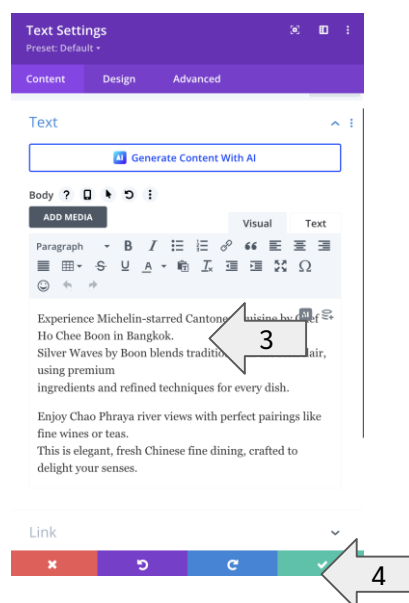 Text Settings
Preset: Default
Content Design Advanced
Text
AI Generate Content With AI
Body ?
ADD MEDIA
Visual Text
Paragraph B I
S U A
Experience Michelin-starred by
Ho Chee Boon in Bangkok.
Silver Waves by Boon blends
using premium
ingredients and refined techniques for every dish.
Enjoy Chao Phraya river views with perfect pairings like
fine wines or teas.
This is elegant, fresh Chinese fine dining, crafted to
delight your senses.
3
Link
4